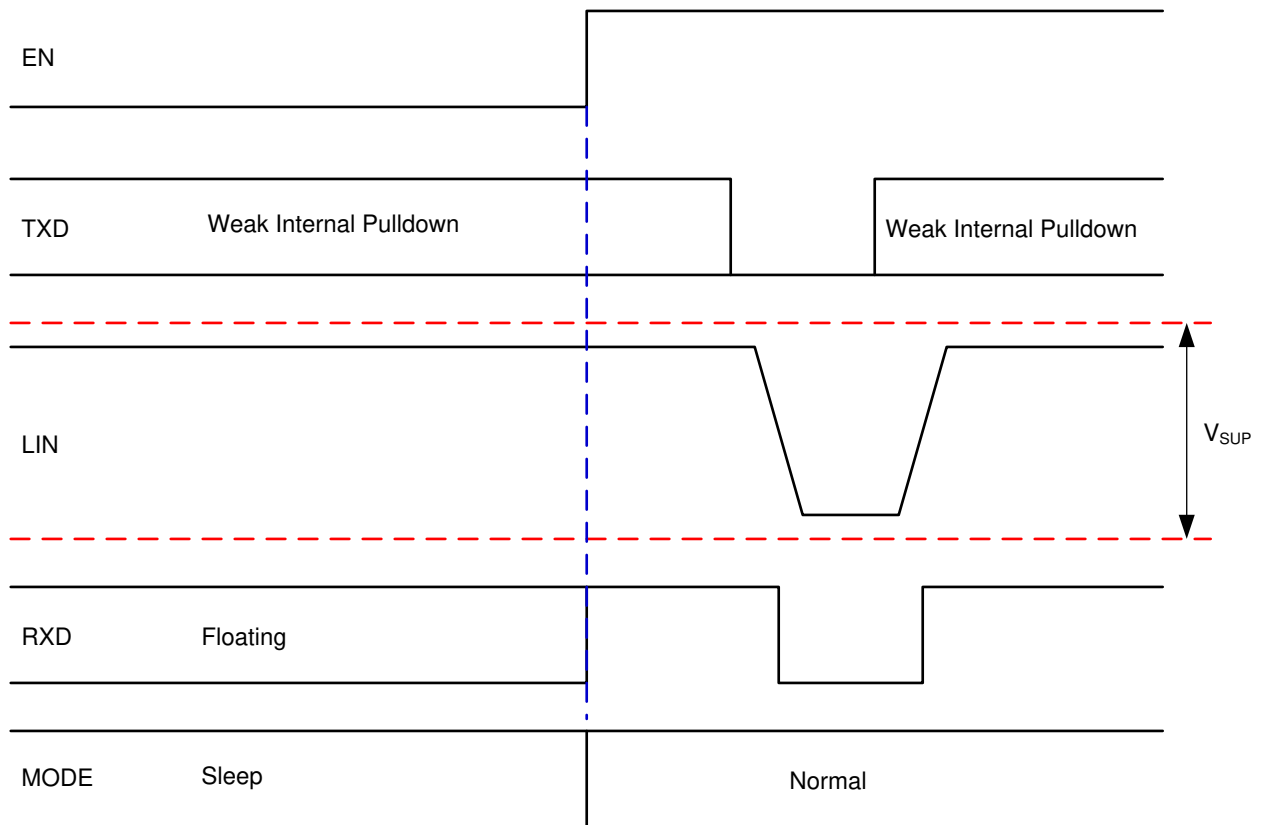 EN
TXD Weak Internal Pulldown Weak Internal Pulldown
LIN
VSUP
RXD Floating
MODE Sleep Normal